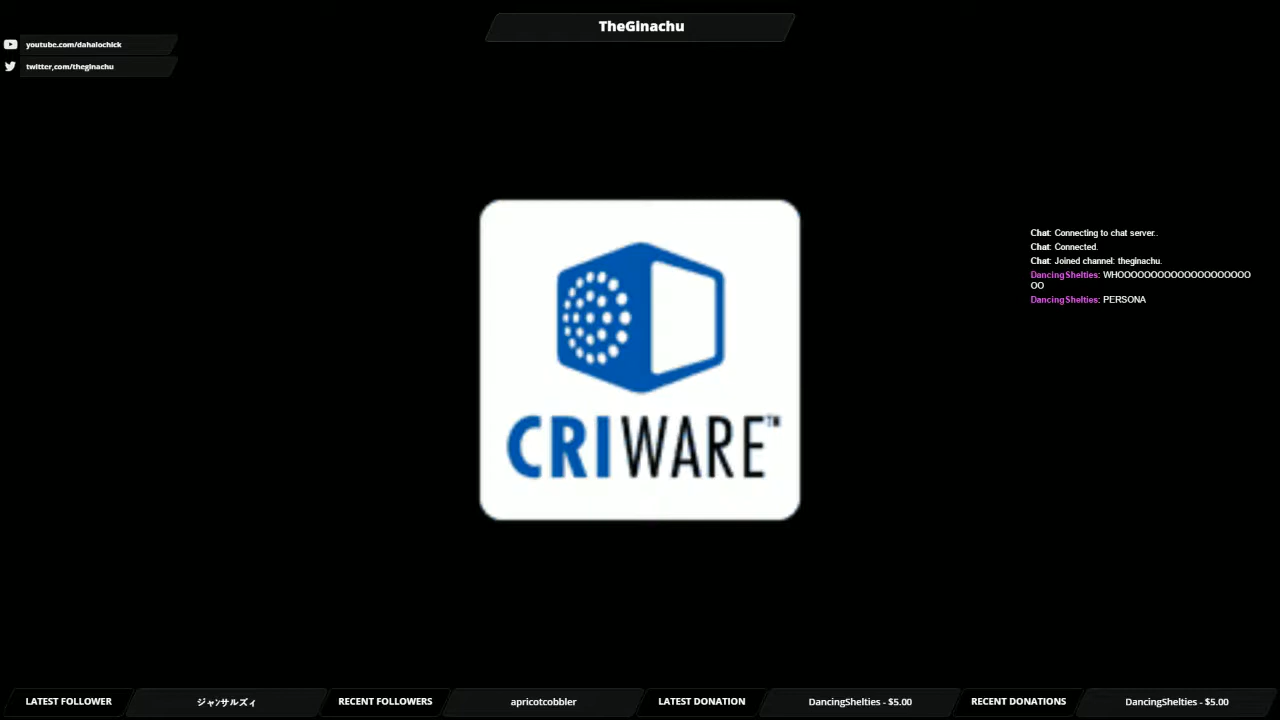 TheGinachu
youtube.com/dahalochick
twitter,com/theginachu
CRIWARE™
Chat: Connecting to chat server..
Chat: Connected.
Chat: Joined channel: theginachu.
DancingShelties: WHOOOOOOOOOOOOOOOOOOOO
OO
DancingShelties: PERSONA
LATEST FOLLOWER
ジャンサルズィ
RECENT FOLLOWERS
apricotcobbler
LATEST DONATION
DancingShelties - $5.00
RECENT DONATIONS
DancingShelties - $5.00